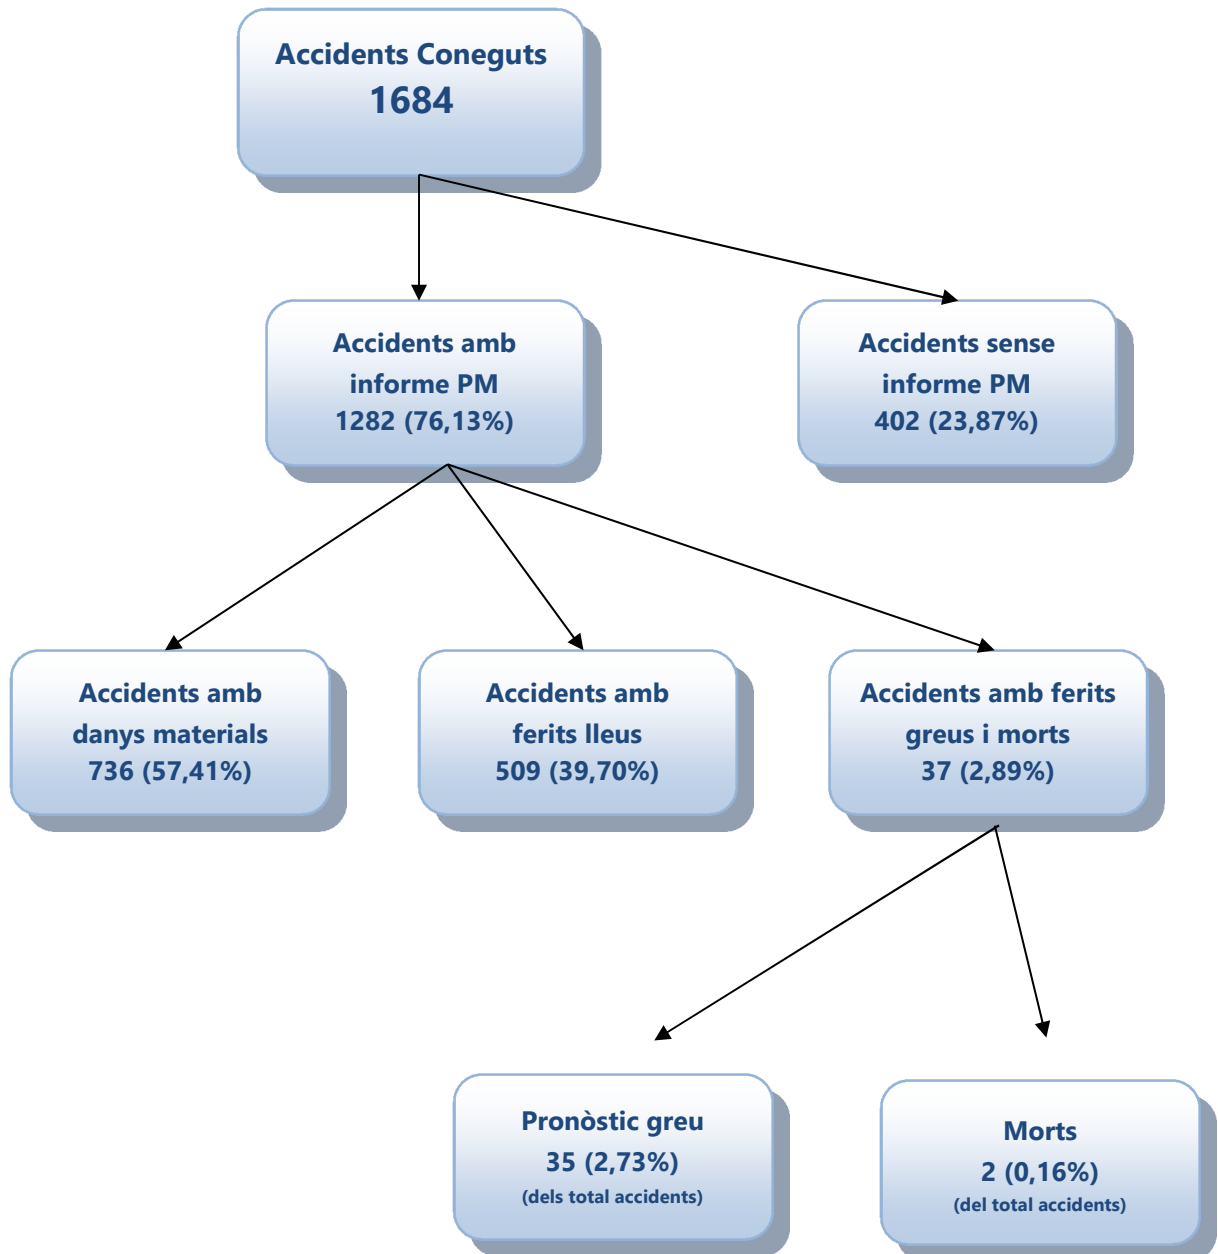 Accidents Coneguts
1684
Accidents amb
informe PM
1282 (76,13%)
Accidents sense
informe PM
402 (23,87%)
Accidents amb
danys materials
736 (57,41%)
Accidents amb
ferits lleus
509 (39,70%)
Accidents amb ferits
greus i morts
37 (2,89%)
Pronòstic greu
35 (2,73%)
(dels total accidents)
Morts
2 (0,16%)
(del total accidents)